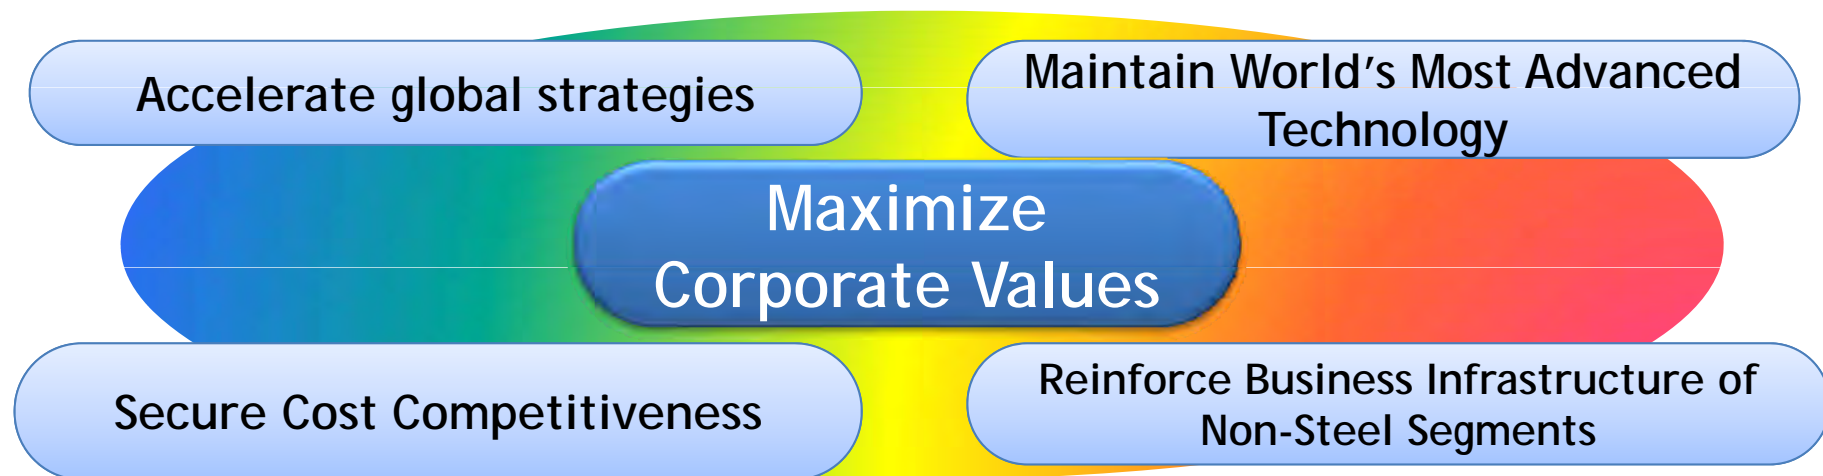 Accelerate global strategies
Maintain World's Most Advanced
Technology
Maximize
Corporate Values
Secure Cost Competitiveness
Reinforce Business Infrastructure of
Non-Steel Segments